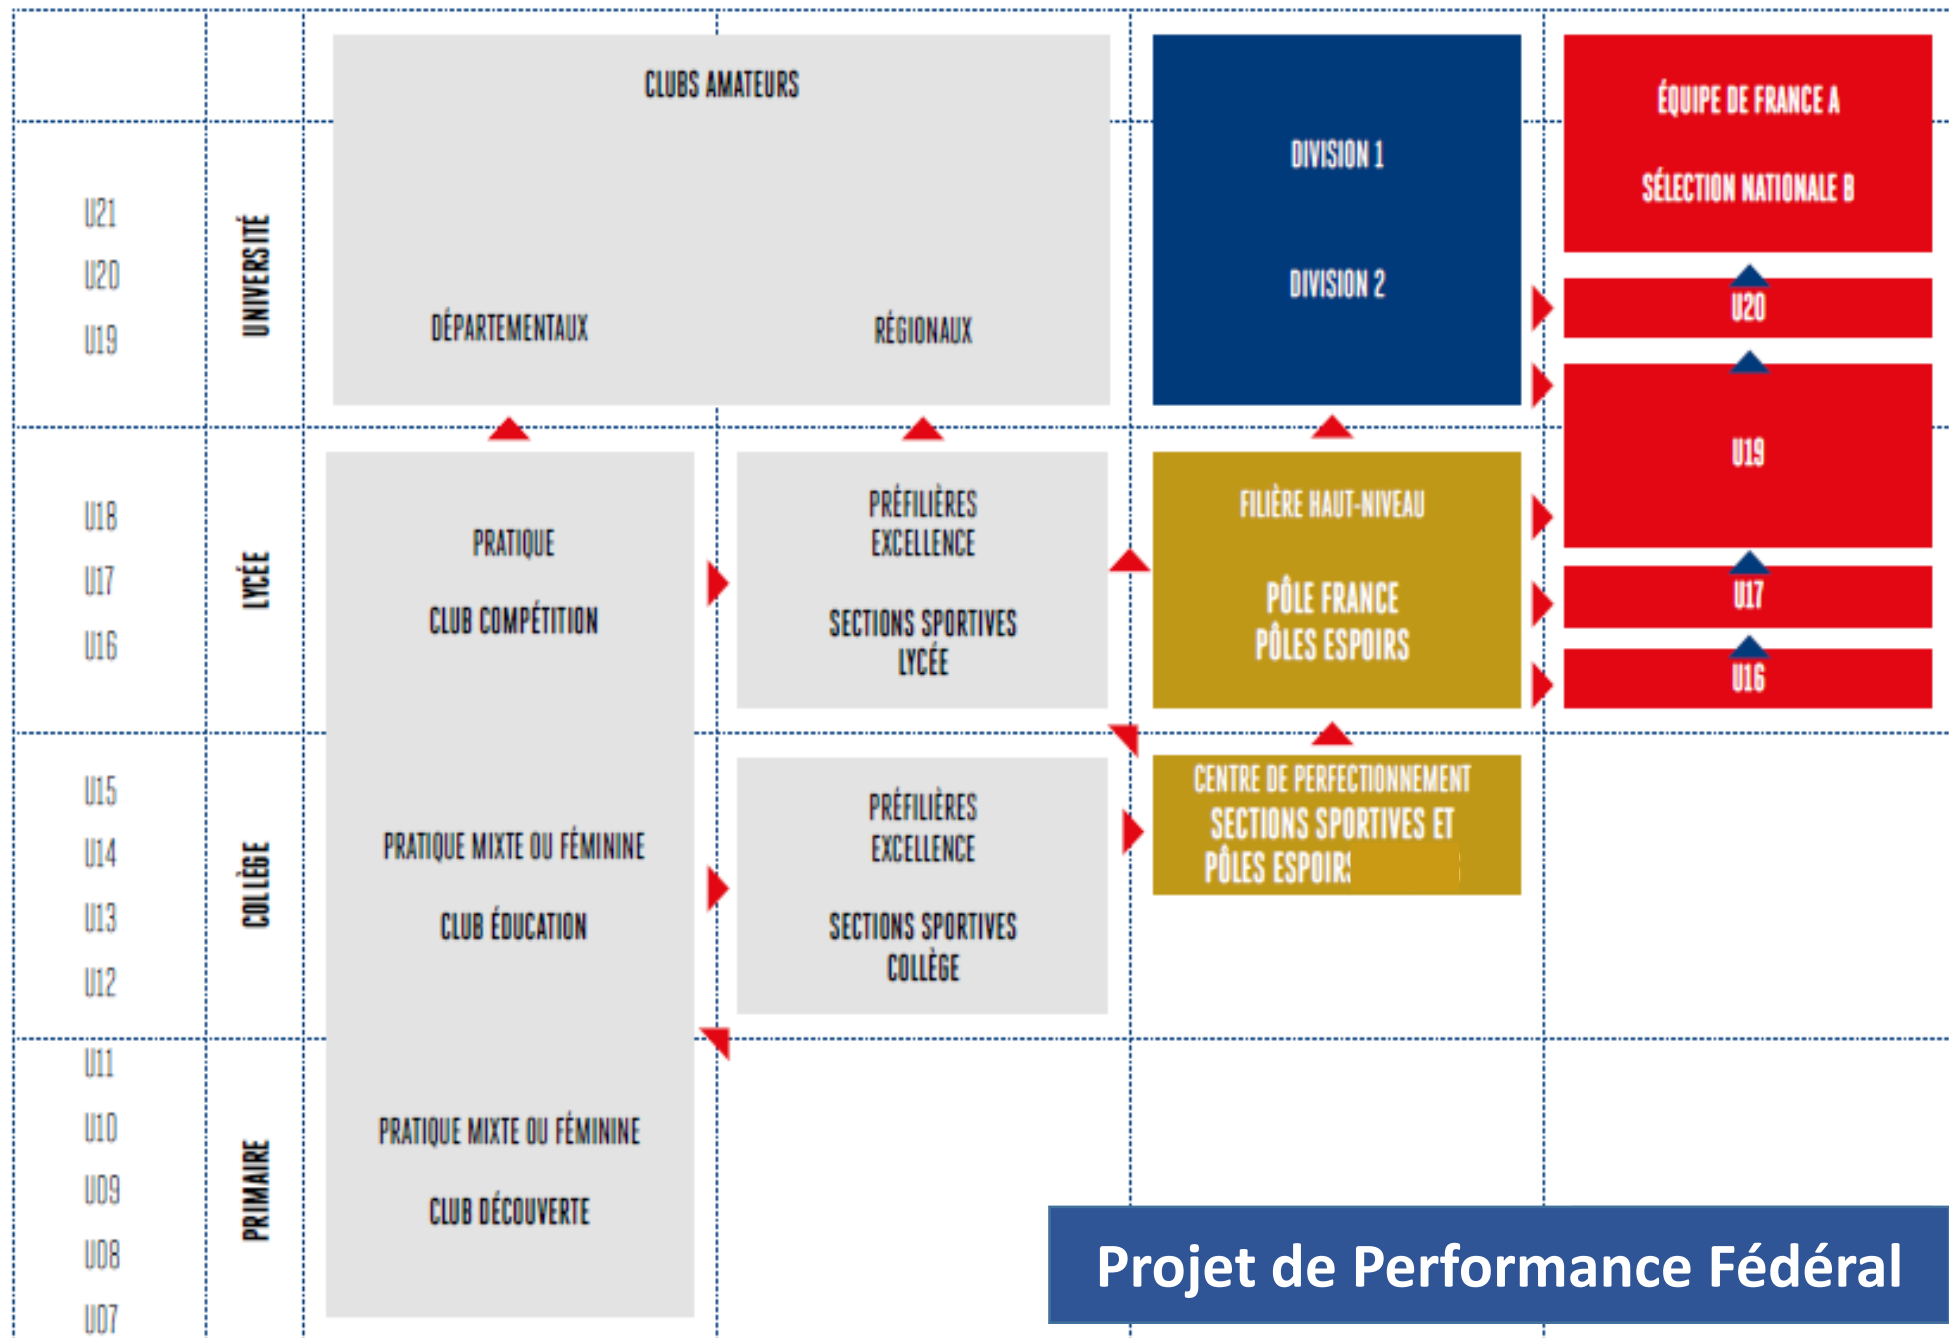 CLUBS AMATEURS
DÉPARTEMENTAUX
RÉGIONAUX
DIVISION 1
DIVISION 2
ÉQUIPE DE FRANCE A
SÉLECTION NATIONALE B
U20
U19
U17
U16
U21
U20
U19
UNIVERSITÉ
U18
U17
U16
LYCÉE
PRATIQUE
CLUB COMPÉTITION
PRÉFILIÈRES
EXCELLENCE
SECTIONS SPORTIVES
LYCÉE
FILIÈRE HAUT-NIVEAU
PÔLE FRANCE
PÔLES ESPOIRS
U15
U14
U13
U12
COLLÈGE
PRATIQUE MIXTE OU FÉMININE
CLUB ÉDUCATION
PRÉFILIÈRES
EXCELLENCE
SECTIONS SPORTIVES
COLLÈGE
CENTRE DE PERFECTIONNEMENT
SECTIONS SPORTIVES ET
PÔLES ESPOIRS
U11
U10
U09
U08
U07
PRIMAIRE
PRATIQUE MIXTE OU FÉMININE
CLUB DÉCOUVERTE
Projet de Performance Fédéral